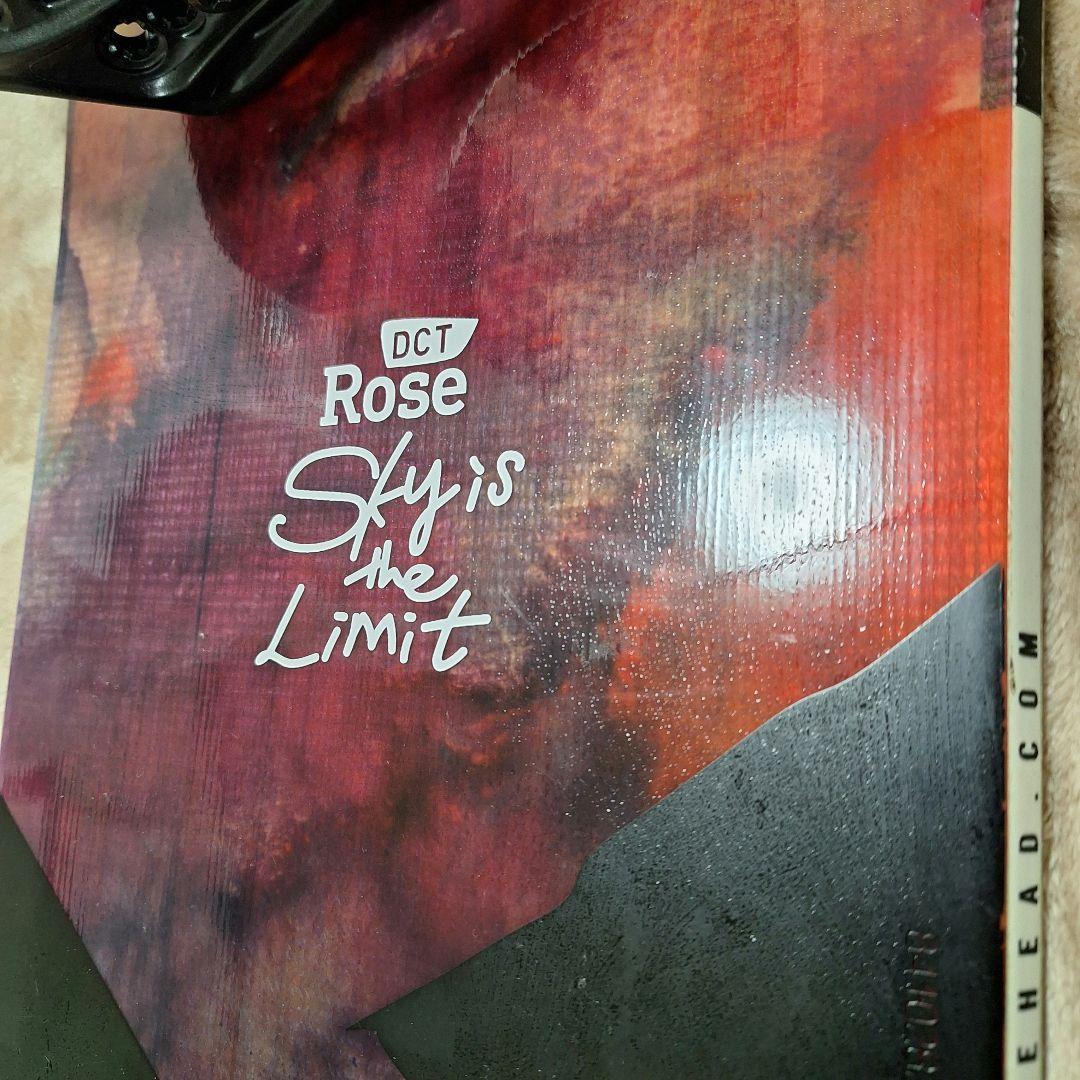 DCT
Rose
Sky is
the
Limit
EHEAD.COM